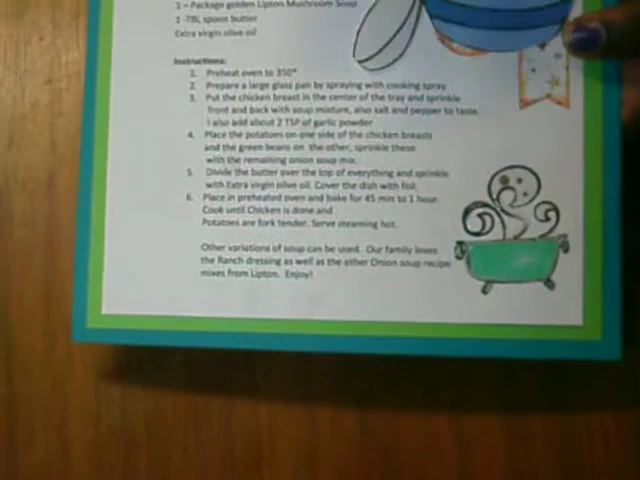 1 – Package golden Lipton Mushroom Soup
1 -TBL spoon butter
Extra virgin olive oil
Instructions:
1. Preheat oven to 350°
2. Prepare a large glass pan by spraying with cooking spray
3. Put the chicken breast in the center of the tray and sprinkle
front and back with soup mixture, also salt and pepper to taste.
I also add about 2 TSP of garlic powder
4. Place the potatoes on one side of the chicken breasts
and the green beans on the other, sprinkle these
with the remaining onion soup mix.
5. Divide the butter over the top of everything and sprinkle
with Extra virgin olive oil. Cover the dish with foil.
6. Place in preheated oven and bake for 45 min to 1 hour.
Cook until Chicken is done and
Potatoes are fork tender. Serve steaming hot.
Other variations of soup can be used. Our family loves
the Ranch dressing as well as the other Onion soup recipe
mixes from Lipton. Enjoy!